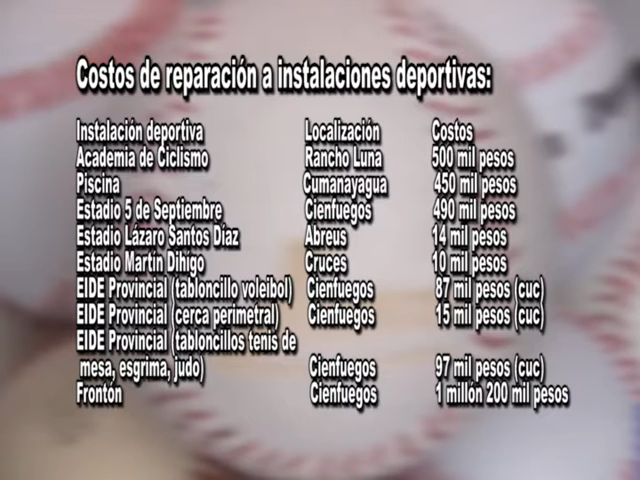 Costos de reparación a instalaciones deportivas:
Instalación deportiva Localización Costos
Academia de Ciclismo Rancho Luna 500 mil pesos
Piscina Cumanayagua 450 mil pesos
Estadio 5 de Septiembre Cienfuegos 490 mil pesos
Estadio Lázaro Santos Díaz Abreus 14 mil pesos
Estadio Martín Dihigo Cruces 10 mil pesos
EIDE Provincial (tabloncillo voleibol) Cienfuegos 87 mil pesos (cuc)
EIDE Provincial (cerca perimetral) Cienfuegos 15 mil pesos (cuc)
EIDE Provincial (tabloncillos tenis de
mesa, esgrima, judo) Cienfuegos 97 mil pesos (cuc)
Frontón Cienfuegos 1 millón 200 mil pesos